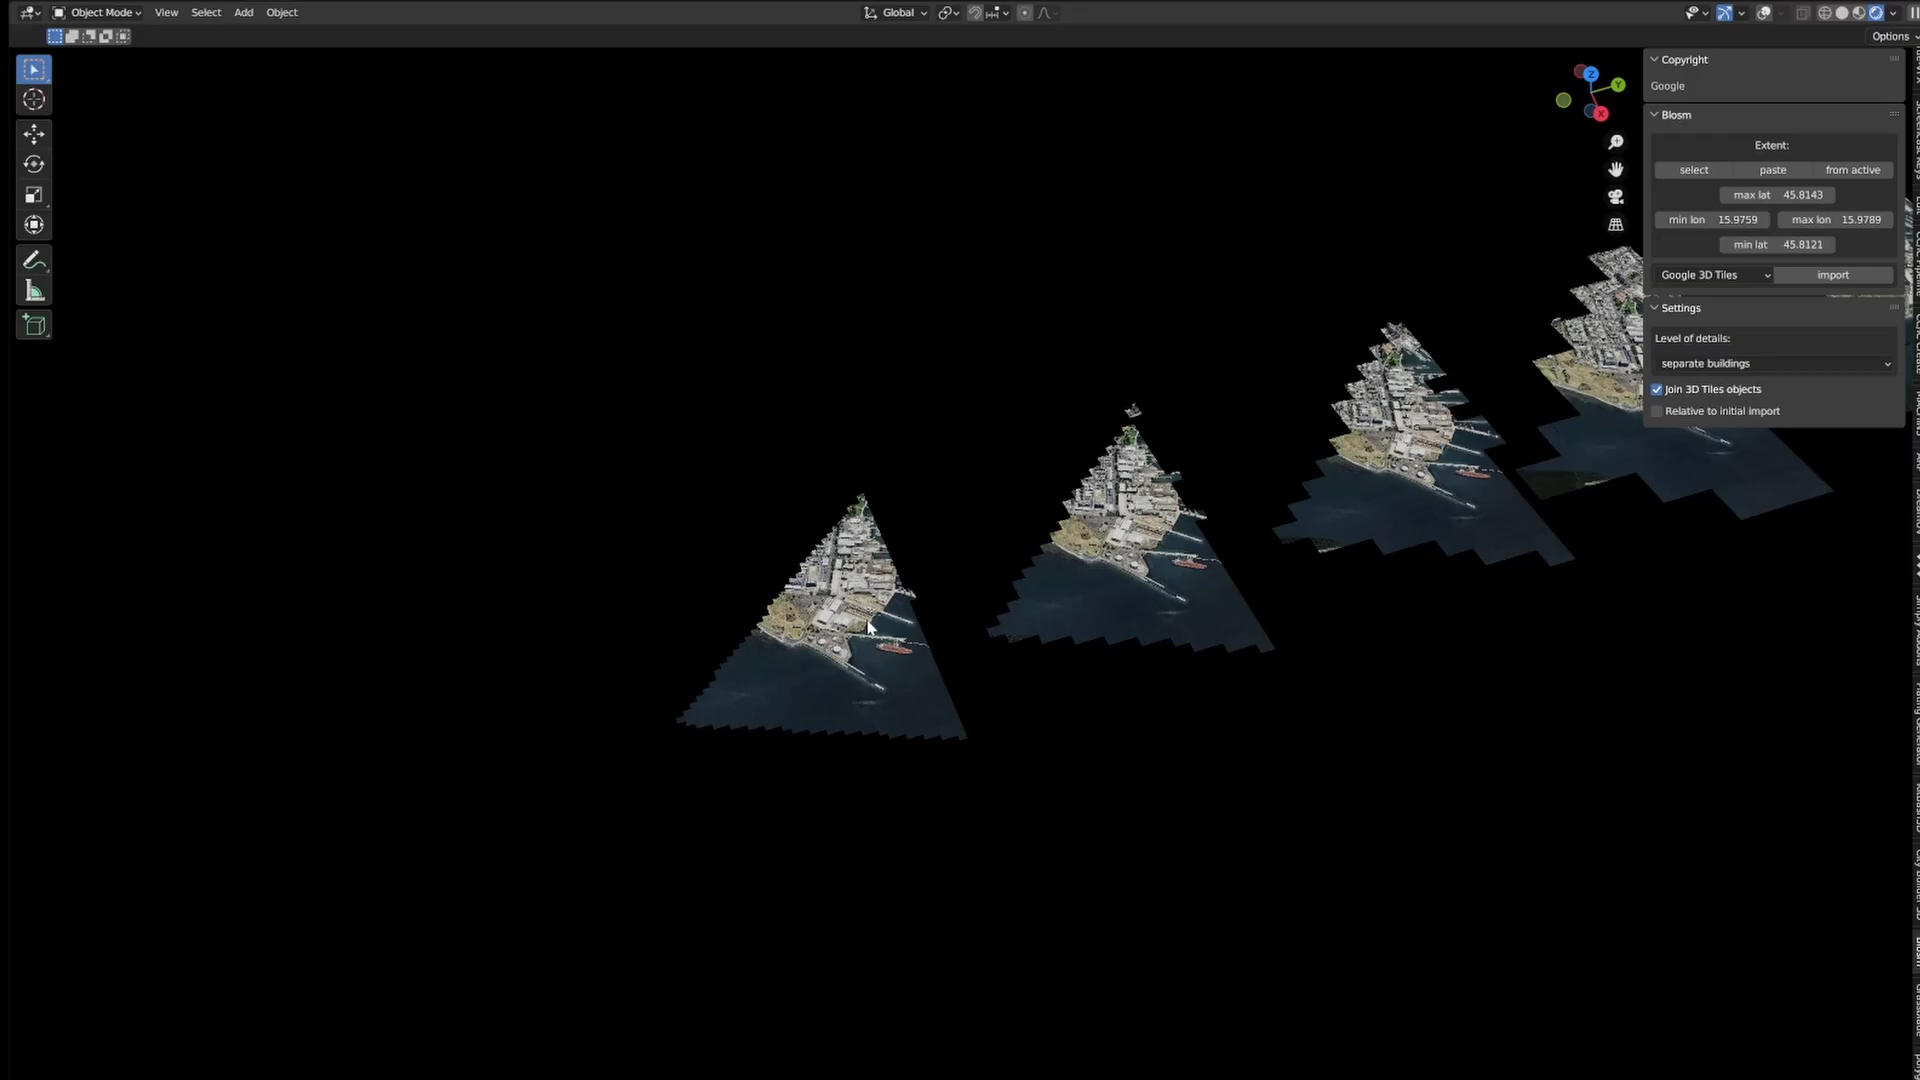 Object Mode View Select Add Object Global
Options
Copyright
Google
Blosm
Extent:
select paste from active
max lat 45.8143
min lon 15.9759 max lon 15.9789
min lat 45.8121
Google 3D Tiles import
Settings
Level of details:
separate buildings
Join 3D Tiles objects
Relative to initial import
Z
Y
X